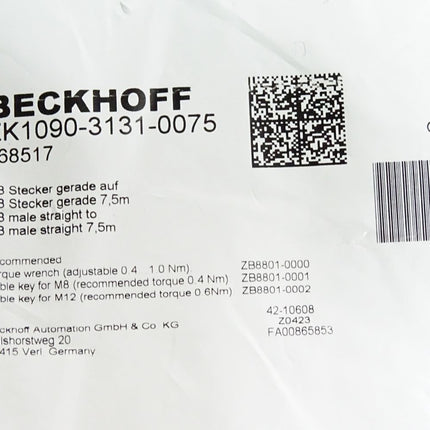 BECKHOFF
ZK1090-3131-0075
68517
8 Stecker gerade auf
8 Stecker gerade 7,5m
8 male straight to
8 male straight 7,5m
commended
rque wrench (adjustable 0.4 1.0 Nm) ZB8801-0000
ble key for M8 (recommended torque 0.4 Nm) ZB8801-0001
ble key for M12 (recommended torque 0.6Nm) ZB8801-0002
42-10608
Z0423
FA00865853
ckhoff Automation GmbH & Co. KG
lshorstweg 20
415 Verl, Germany